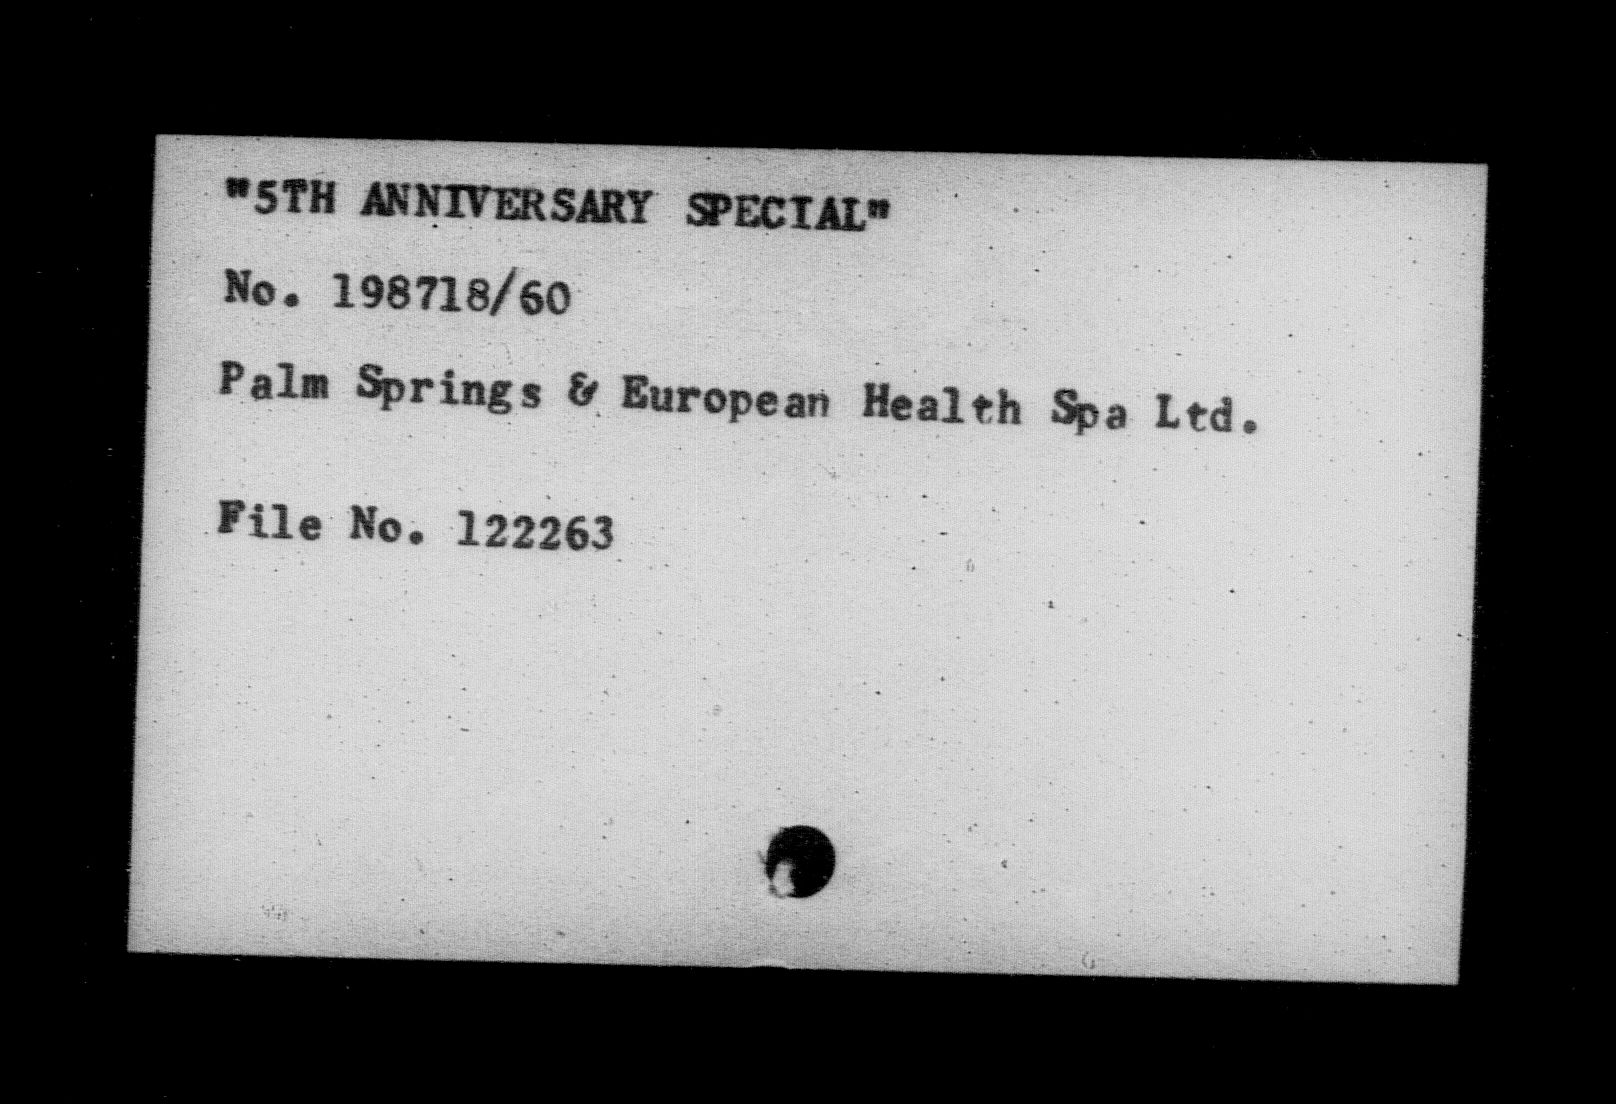 "5TH ANNIVERSARY SPECIAL"
No. 198718/60
Palm Springs & European Health Spa Ltd.
File No. 122263